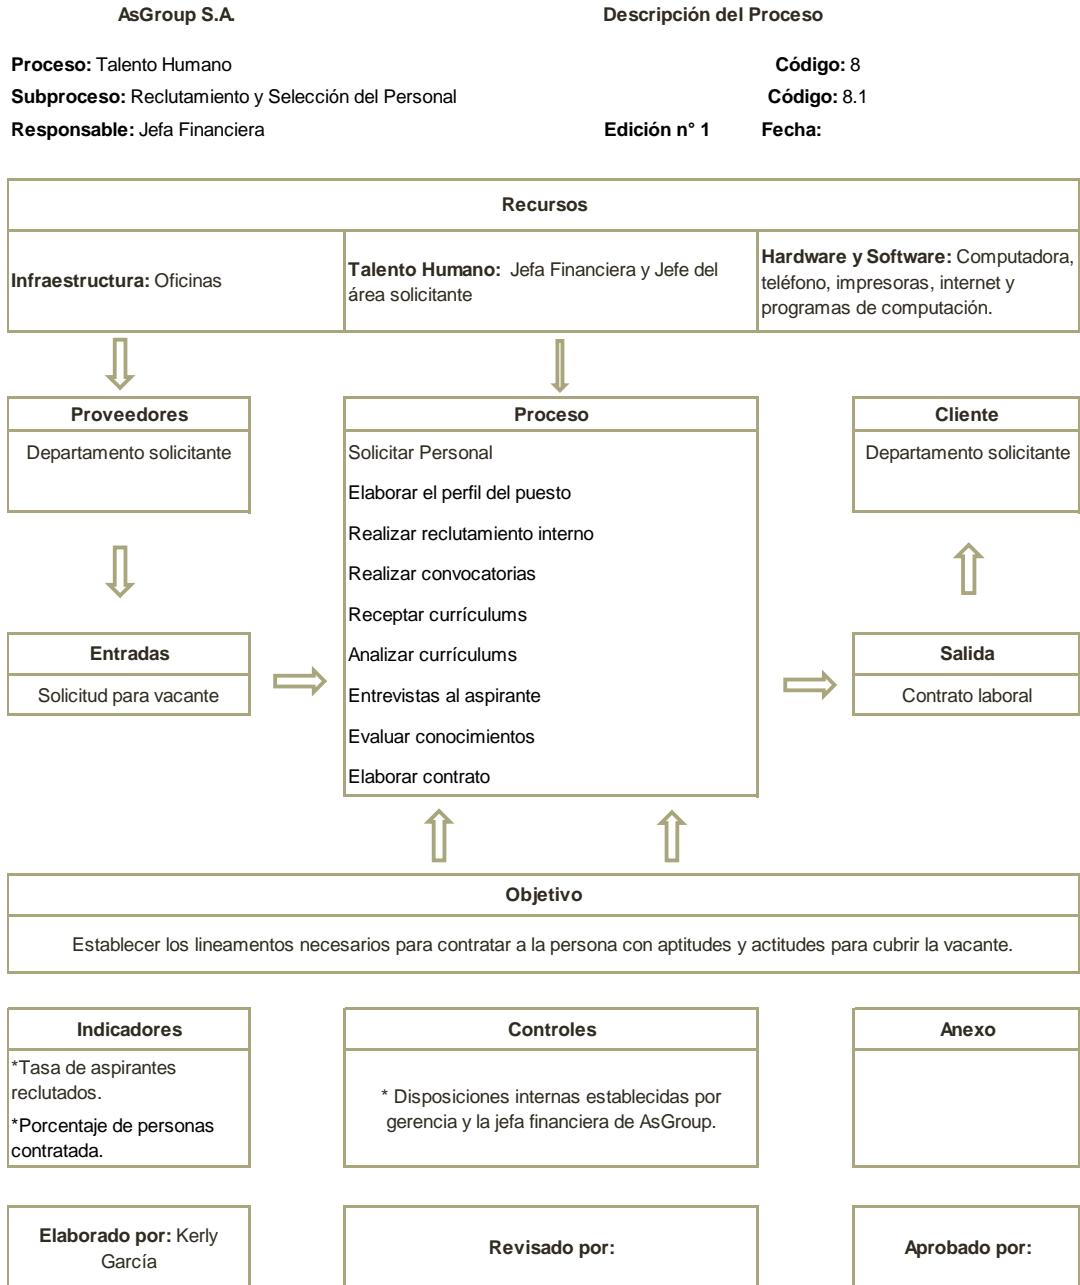 AsGroup S.A.
Descripción del Proceso
Proceso: Talento Humano
Código: 8
Subproceso: Reclutamiento y Selección del Personal
Código: 8.1
Responsable: Jefa Financiera
Edición n° 1
Fecha:
Recursos
Infraestructura: Oficinas
Talento Humano: Jefa Financiera y Jefe del
área solicitante
Hardware y Software: Computadora,
teléfono, impresoras, internet y
programas de computación.
Proveedores
Departamento solicitante
Proceso
Solicitar Personal
Elaborar el perfil del puesto
Realizar reclutamiento interno
Realizar convocatorias
Receptar currículums
Analizar currículums
Entrevistas al aspirante
Evaluar conocimientos
Elaborar contrato
Cliente
Departamento solicitante
Entradas
Solicitud para vacante
Salida
Contrato laboral
Objetivo
Establecer los lineamentos necesarios para contratar a la persona con aptitudes y actitudes para cubrir la vacante.
Indicadores
*Tasa de aspirantes
reclutados.
*Porcentaje de personas
contratada.
Controles
* Disposiciones internas establecidas por
gerencia y la jefa financiera de AsGroup.
Anexo
Elaborado por: Kerly
García
Revisado por:
Aprobado por: